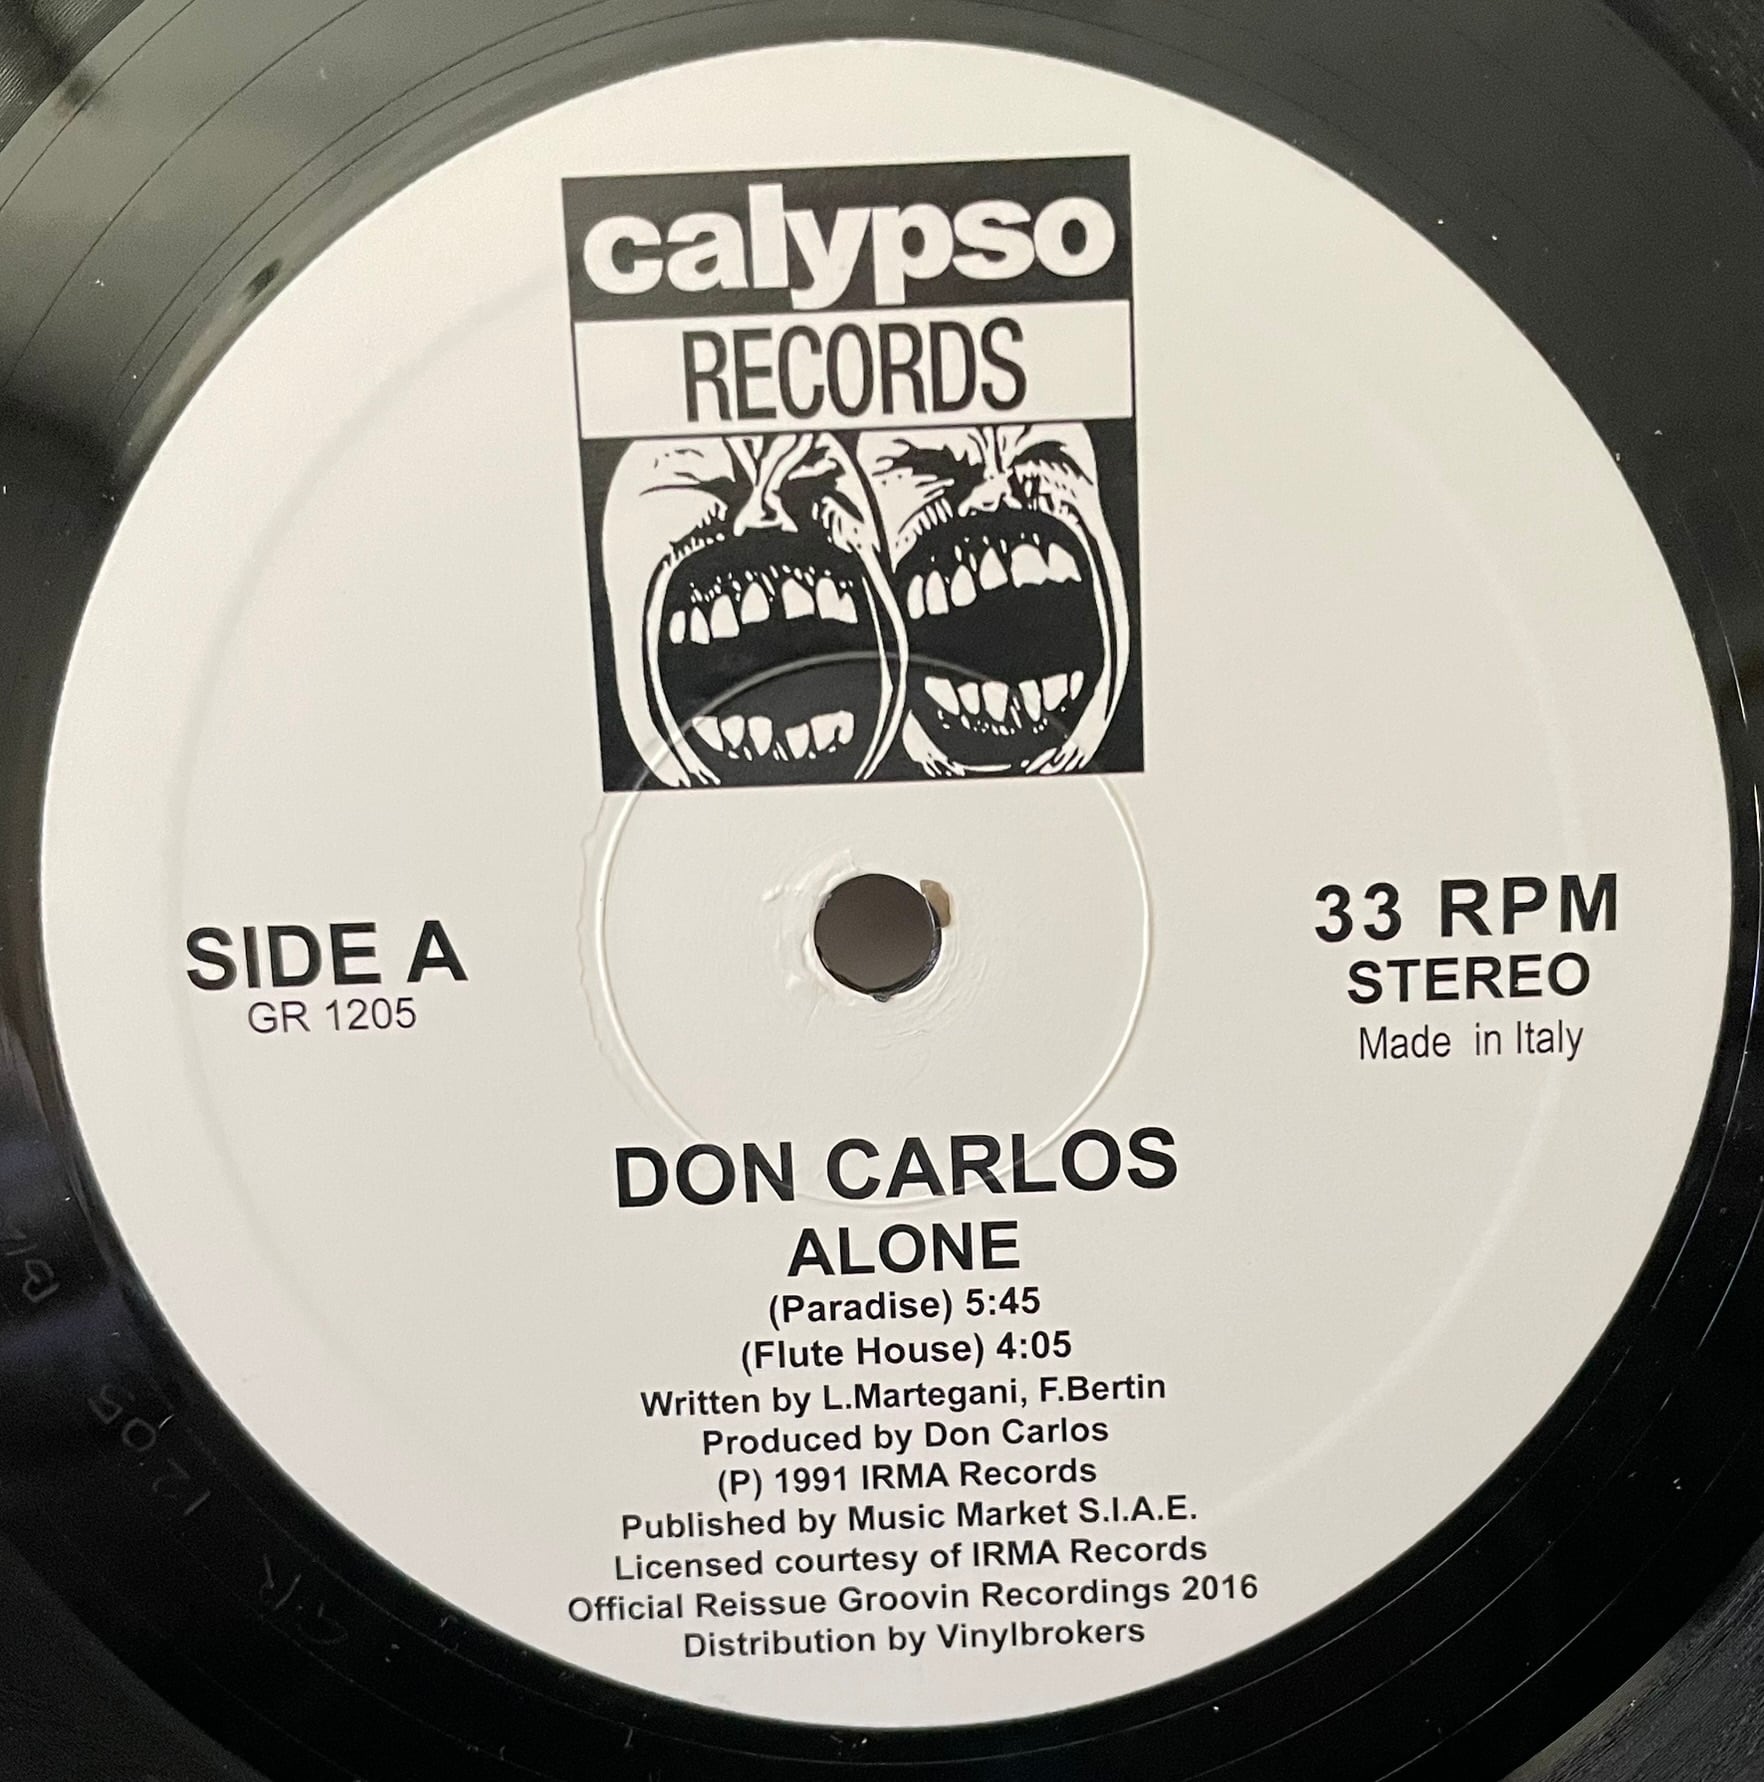 calypso
RECORDS
SIDE A
GR 1205
33 RPM
STEREO
Made in Italy
DON CARLOS
ALONE
(Paradise) 5:45
(Flute House) 4:05
Written by L.Martegani, F.Bertin
Produced by Don Carlos
(P) 1991 IRMA Records
Published by Music Market S.I.A.E.
Licensed courtesy of IRMA Records
Official Reissue Groovin Recordings 2016
Distribution by Vinylbrokers
GR 1205